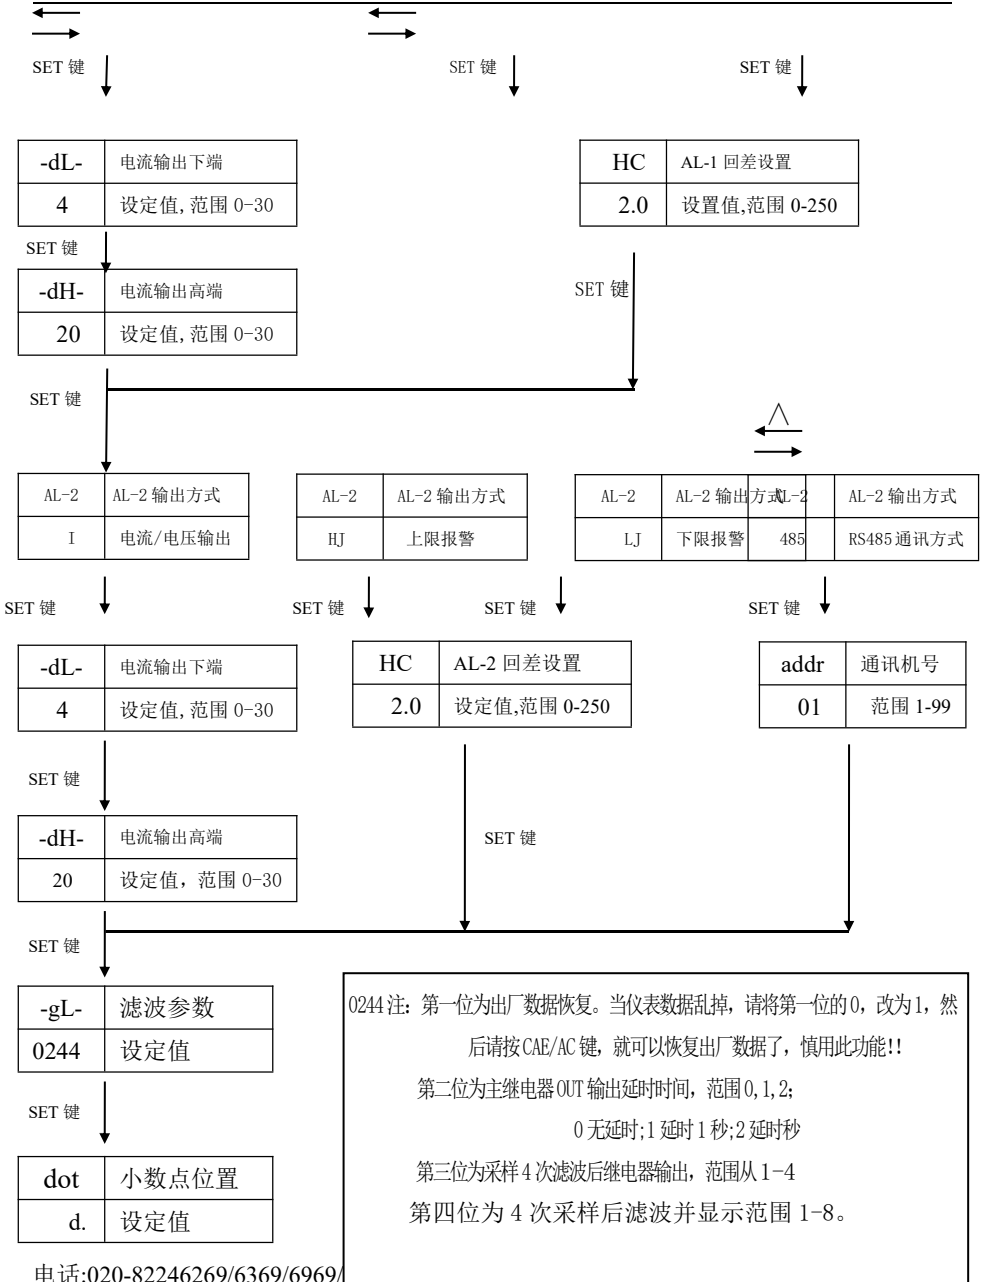 SET 键 SET 键 SET 键
-dL- 电流输出下端 HC AL-1 回差设置
4 设定值,范围 0-30 2.0 设置值,范围 0-250
SET 键
-dH- 电流输出高端 SET 键
20 设定值,范围 0-30
SET 键
△
AL-2 AL-2 输出方式 AL-2 AL-2 输出方式 AL-2 AL-2 输出方式 AL-2 AL-2 输出方式
I 电流/电压输出 HJ 上限报警 LJ 下限报警 485 RS485 通讯方式
SET 键 SET 键 SET 键 SET 键
-dL- 电流输出下端 HC AL-2 回差设置 addr 通讯机号
4 设定值,范围 0-30 2.0 设定值,范围 0-250 01 范围 1-99
SET 键
-dH- 电流输出高端 SET 键
20 设定值，范围 0-30
SET 键
-gL- 滤波参数
0244 设定值
SET 键
dot 小数点位置
d. 设定值
0244 注：第一位为出厂数据恢复。当仪表数据乱掉，请将第一位的 0，改为 1，然
后请按 CAE/AC 键，就可以恢复出厂数据了，慎用此功能!!
第二位为主继电器 OUT 输出延时时间，范围 0,1,2;
0 无延时;1 延时 1 秒;2 延时秒
第三位为采样 4 次滤波后继电器输出，范围从 1-4
第四位为 4 次采样后滤波并显示范围 1-8。
电话:020-82246269/6369/6969/